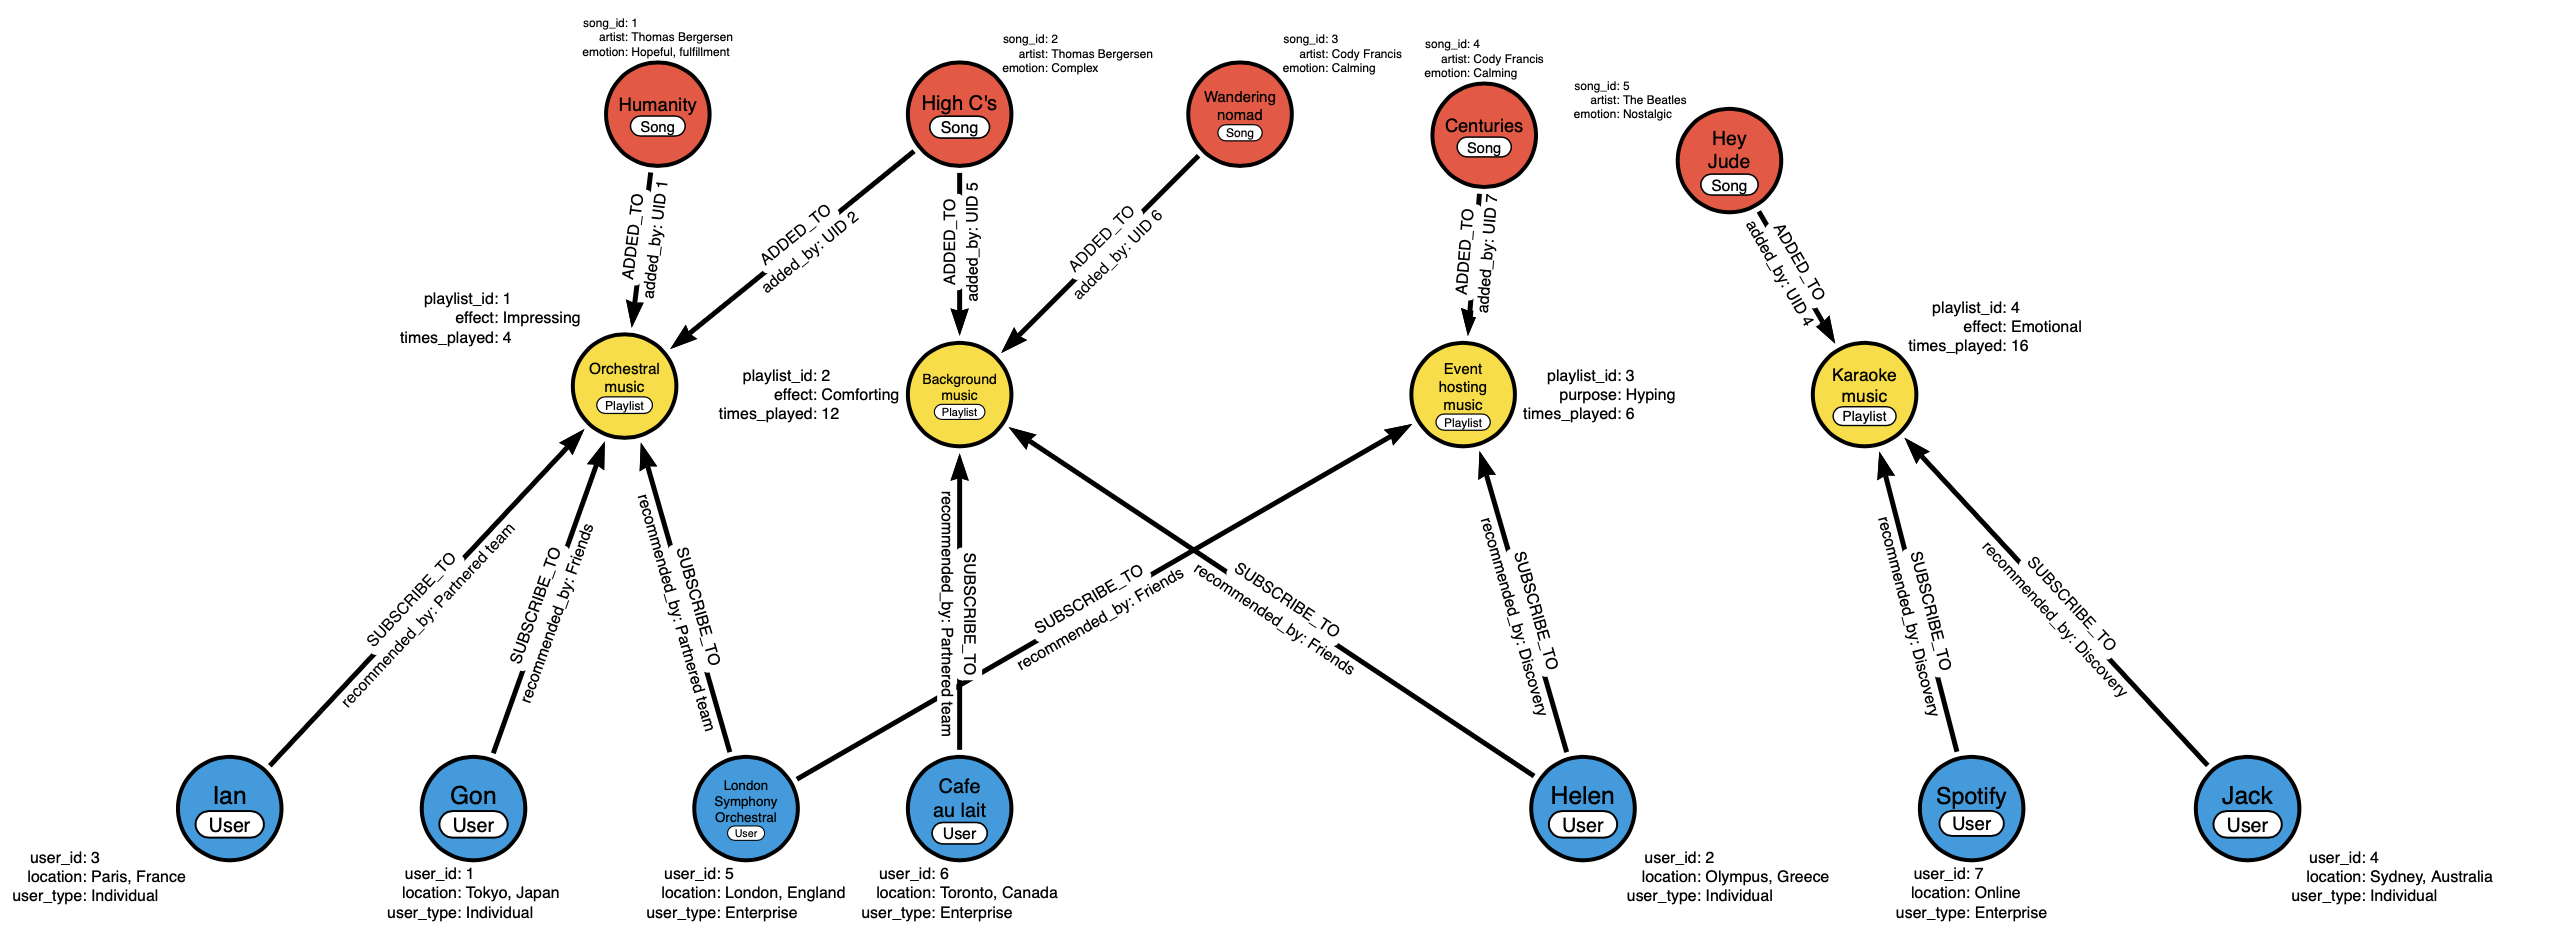 song_id: 1
artist: Thomas Bergersen
emotion: Hopeful, fulfillment
Humanity
Song
song_id: 2
artist: Thomas Bergersen
emotion: Complex
High C's
Song
song_id: 3
artist: Cody Francis
emotion: Calming
Wandering
nomad
Song
song_id: 4
artist: Cody Francis
emotion: Calming
Centuries
Song
song_id: 5
artist: The Beatles
emotion: Nostalgic
Hey
Jude
Song
ADDED_TO
added_by: UID 1
ADDED_TO
added_by: UID 2
ADDED_TO
added_by: UID 5
ADDED_TO
added_by: UID 6
ADDED_TO
added_by: UID 7
ADDED_TO
added_by: UID 4
playlist_id: 1
effect: Impressing
times_played: 4
Orchestral
music
Playlist
playlist_id: 2
effect: Comforting
times_played: 12
Background
music
Playlist
Event
hosting
music
Playlist
playlist_id: 3
purpose: Hyping
times_played: 6
Karaoke
music
Playlist
playlist_id: 4
effect: Emotional
times_played: 16
SUBSCRIBE_TO
recommended_by: Partnered team
SUBSCRIBE_TO
recommended_by: Friends
SUBSCRIBE_TO
recommended_by: Partnered team
SUBSCRIBE_TO
recommended_by: Partnered team
SUBSCRIBE_TO
recommended_by: Friends
SUBSCRIBE_TO
recommended_by: Friends
SUBSCRIBE_TO
recommended_by: Discovery
SUBSCRIBE_TO
recommended_by: Discovery
SUBSCRIBE_TO
recommended_by: Discovery
Ian
User
user_id: 3
location: Paris, France
user_type: Individual
Gon
User
user_id: 1
location: Tokyo, Japan
user_type: Individual
London
Symphony
Orchestral
User
user_id: 5
location: London, England
user_type: Enterprise
Cafe
au lait
User
user_id: 6
location: Toronto, Canada
user_type: Enterprise
Helen
User
user_id: 2
location: Olympus, Greece
user_type: Individual
Spotify
User
user_id: 7
location: Online
user_type: Enterprise
Jack
User
user_id: 4
location: Sydney, Australia
user_type: Individual